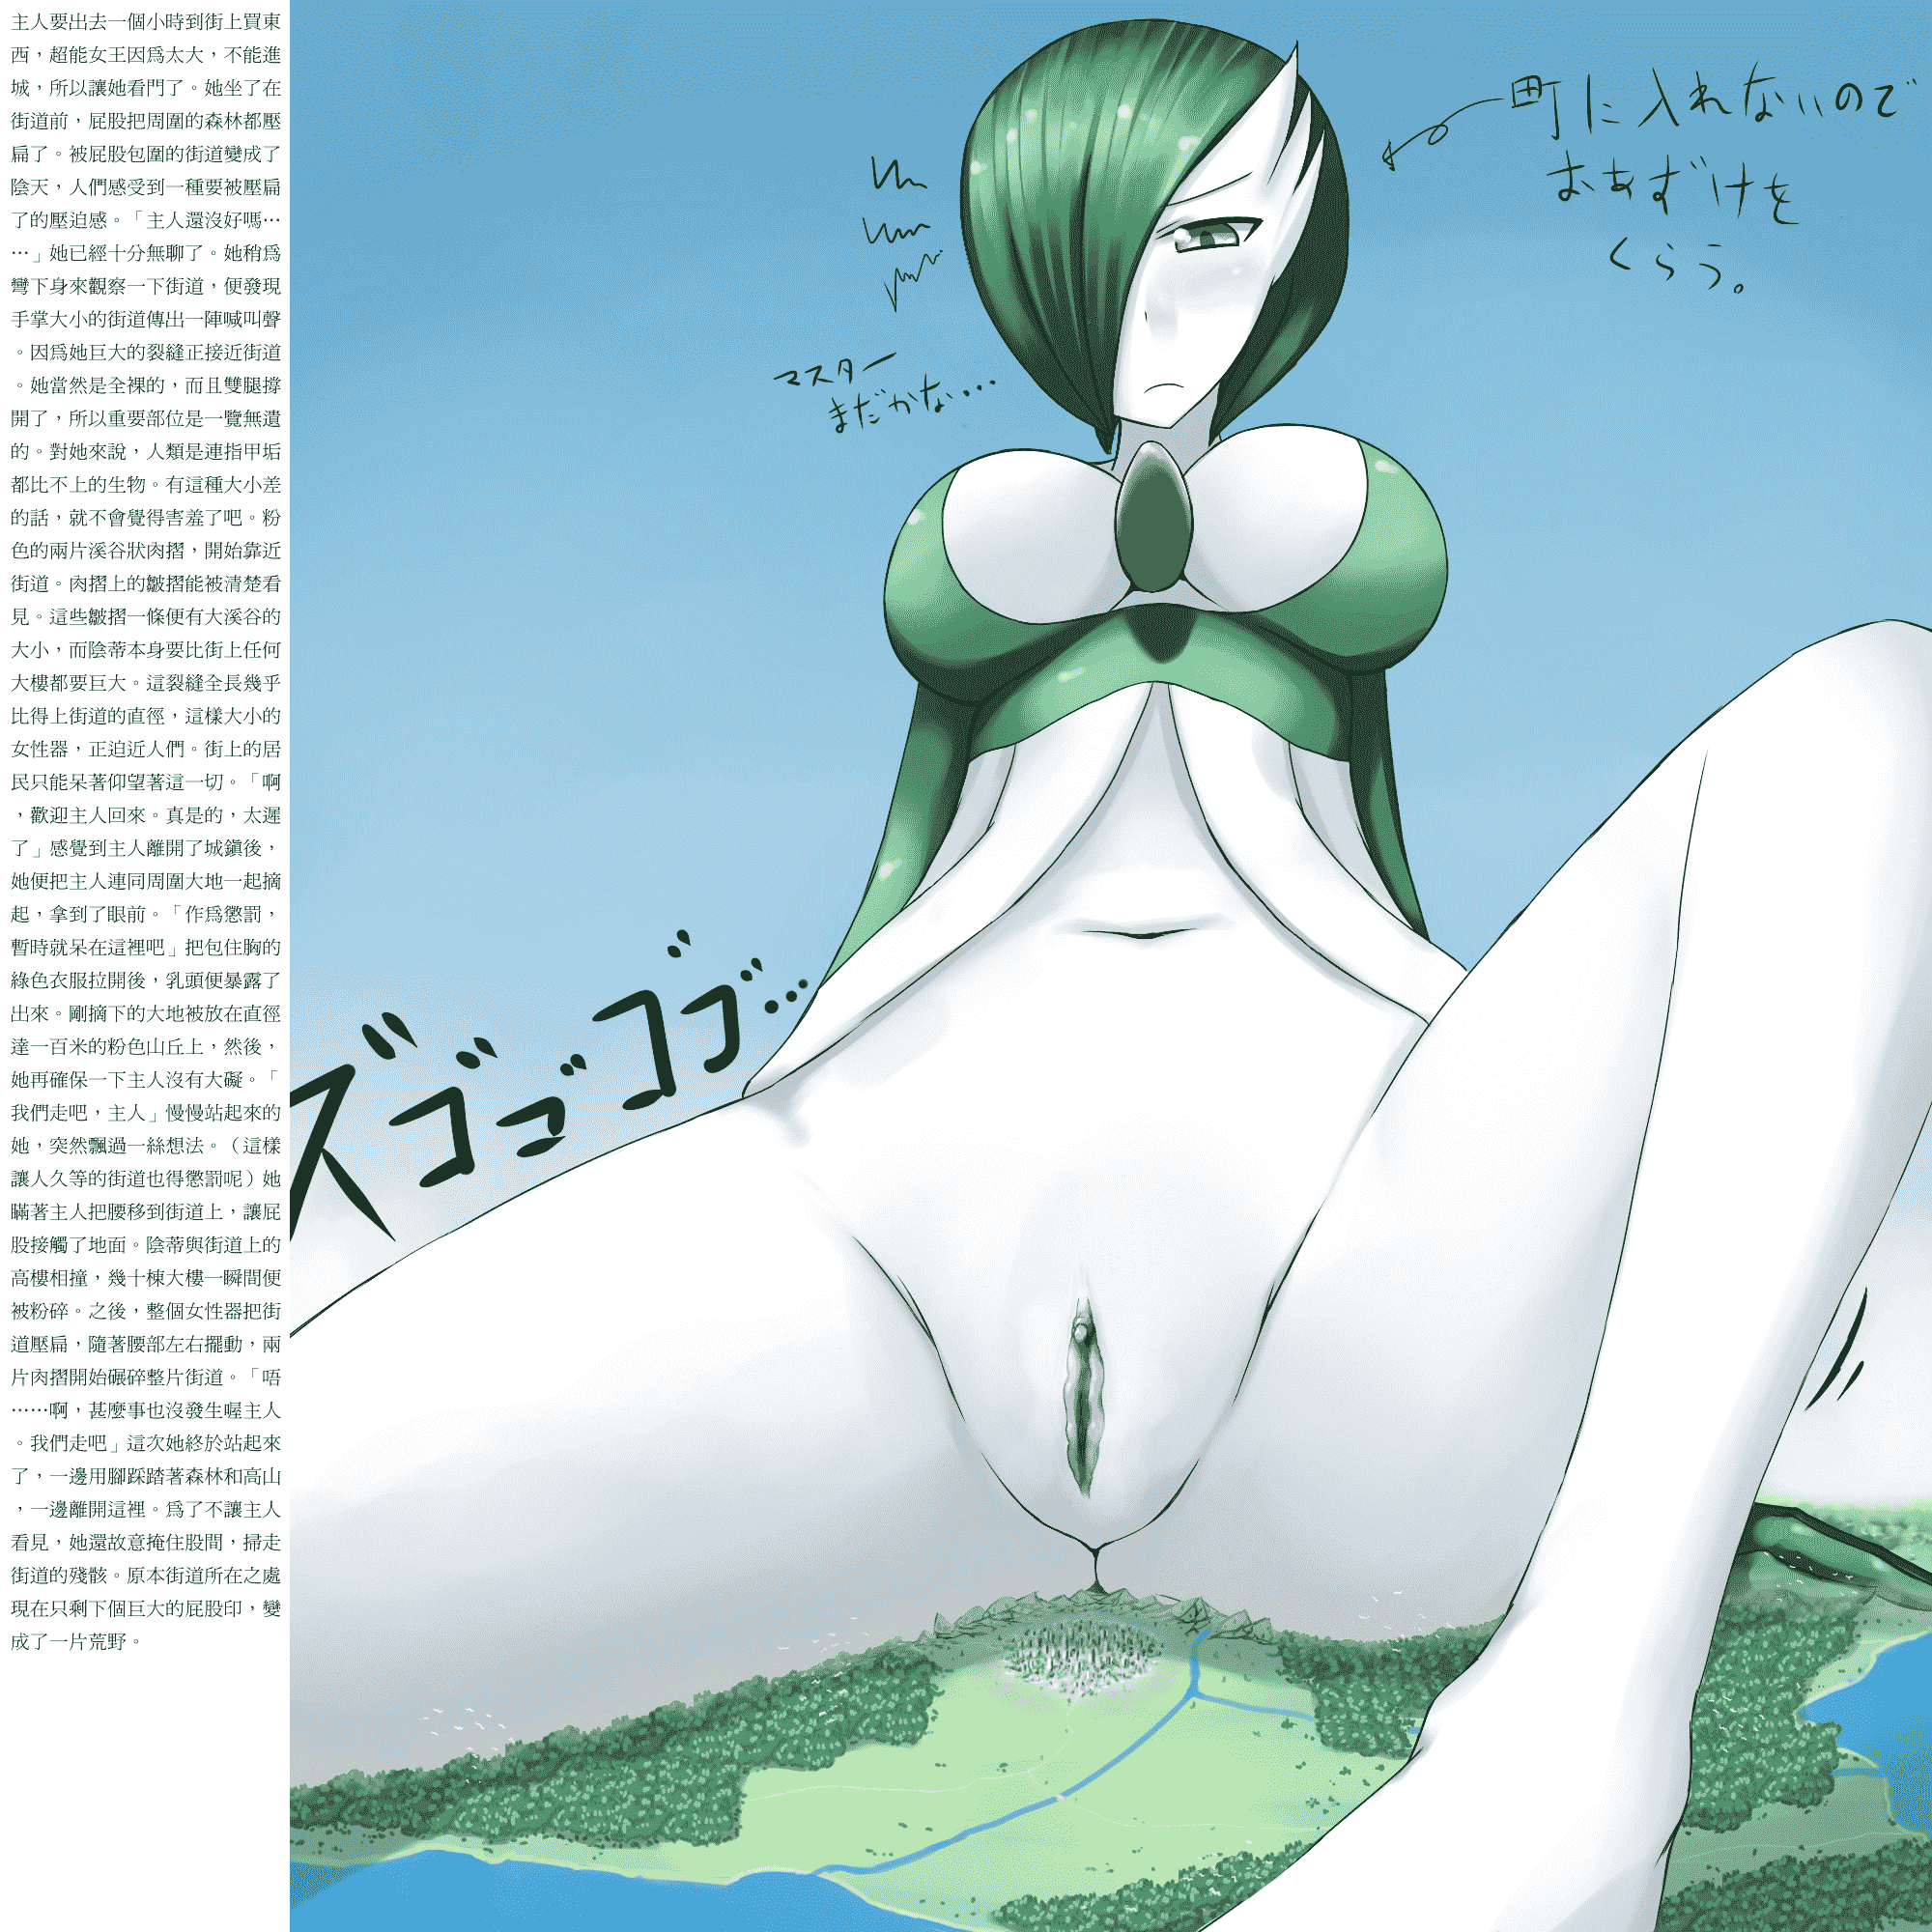 主人要出去一個小時到街上買東
西，超能女王因爲太大，不能進
城，所以讓她看門了。她坐了在
街道前，屁股把周圍的森林都壓
扁了。被屁股包圍的街道變成了
陰天，人們感受到一種要被壓扁
了的壓迫感。「主人還沒好嗎…
…」她已經十分無聊了。她稍爲
彎下身來觀察一下街道，便發現
手掌大小的街道傳出一陣喊叫聲
。因爲她巨大的裂縫正接近街道
。她當然是全裸的，而且雙腿撐
開了，所以重要部位是一覽無遺
的。對她來說，人類是連指甲垢
都比不上的生物。有這種大小差
的話，就不會覺得害羞了吧。粉
色的兩片溪谷狀肉摺，開始靠近
街道。肉摺上的皺摺能被清楚看
見。這些皺摺一條便有大溪谷的
大小，而陰蒂本身要比街上任何
大樓都要巨大。這裂縫全長幾乎
比得上街道的直徑，這樣大小的
女性器，正迫近人們。街上的居
民只能呆著仰望著這一切。「啊
，歡迎主人回來。真是的，太遲
了」感覺到主人離開了城鎮後，
她便把主人連同周圍大地一起摘
起，拿到了眼前。「作爲懲罰，
暫時就呆在這裡吧」把包住胸的
綠色衣服拉開後，乳頭便暴露了
出來。剛摘下的大地被放在直徑
達一百米的粉色山丘上，然後，
她再確保一下主人沒有大礙。「
我們走吧，主人」慢慢站起來的
她，突然飄過一絲想法。（這樣
讓人久等的街道也得懲罰呢）她
瞞著主人把腰移到街道上，讓屁
股接觸了地面。陰蒂與街道上的
高樓相撞，幾十棟大樓一瞬間便
被粉碎。之後，整個女性器把街
道壓扁，隨著腰部左右擺動，兩
片肉摺開始碾碎整片街道。「唔
……啊，甚麼事也沒發生喔主人
。我們走吧」這次她終於站起來
了，一邊用腳踩踏著森林和高山
，一邊離開這裡。爲了不讓主人
看見，她還故意掩住股間，掃走
街道的殘骸。原本街道所在之處
現在只剩下個巨大的屁股印，變
成了一片荒野。
町に入れないので
おあずけを
くらう。
マスター
まだかな…
ズゴゴゴゴ…